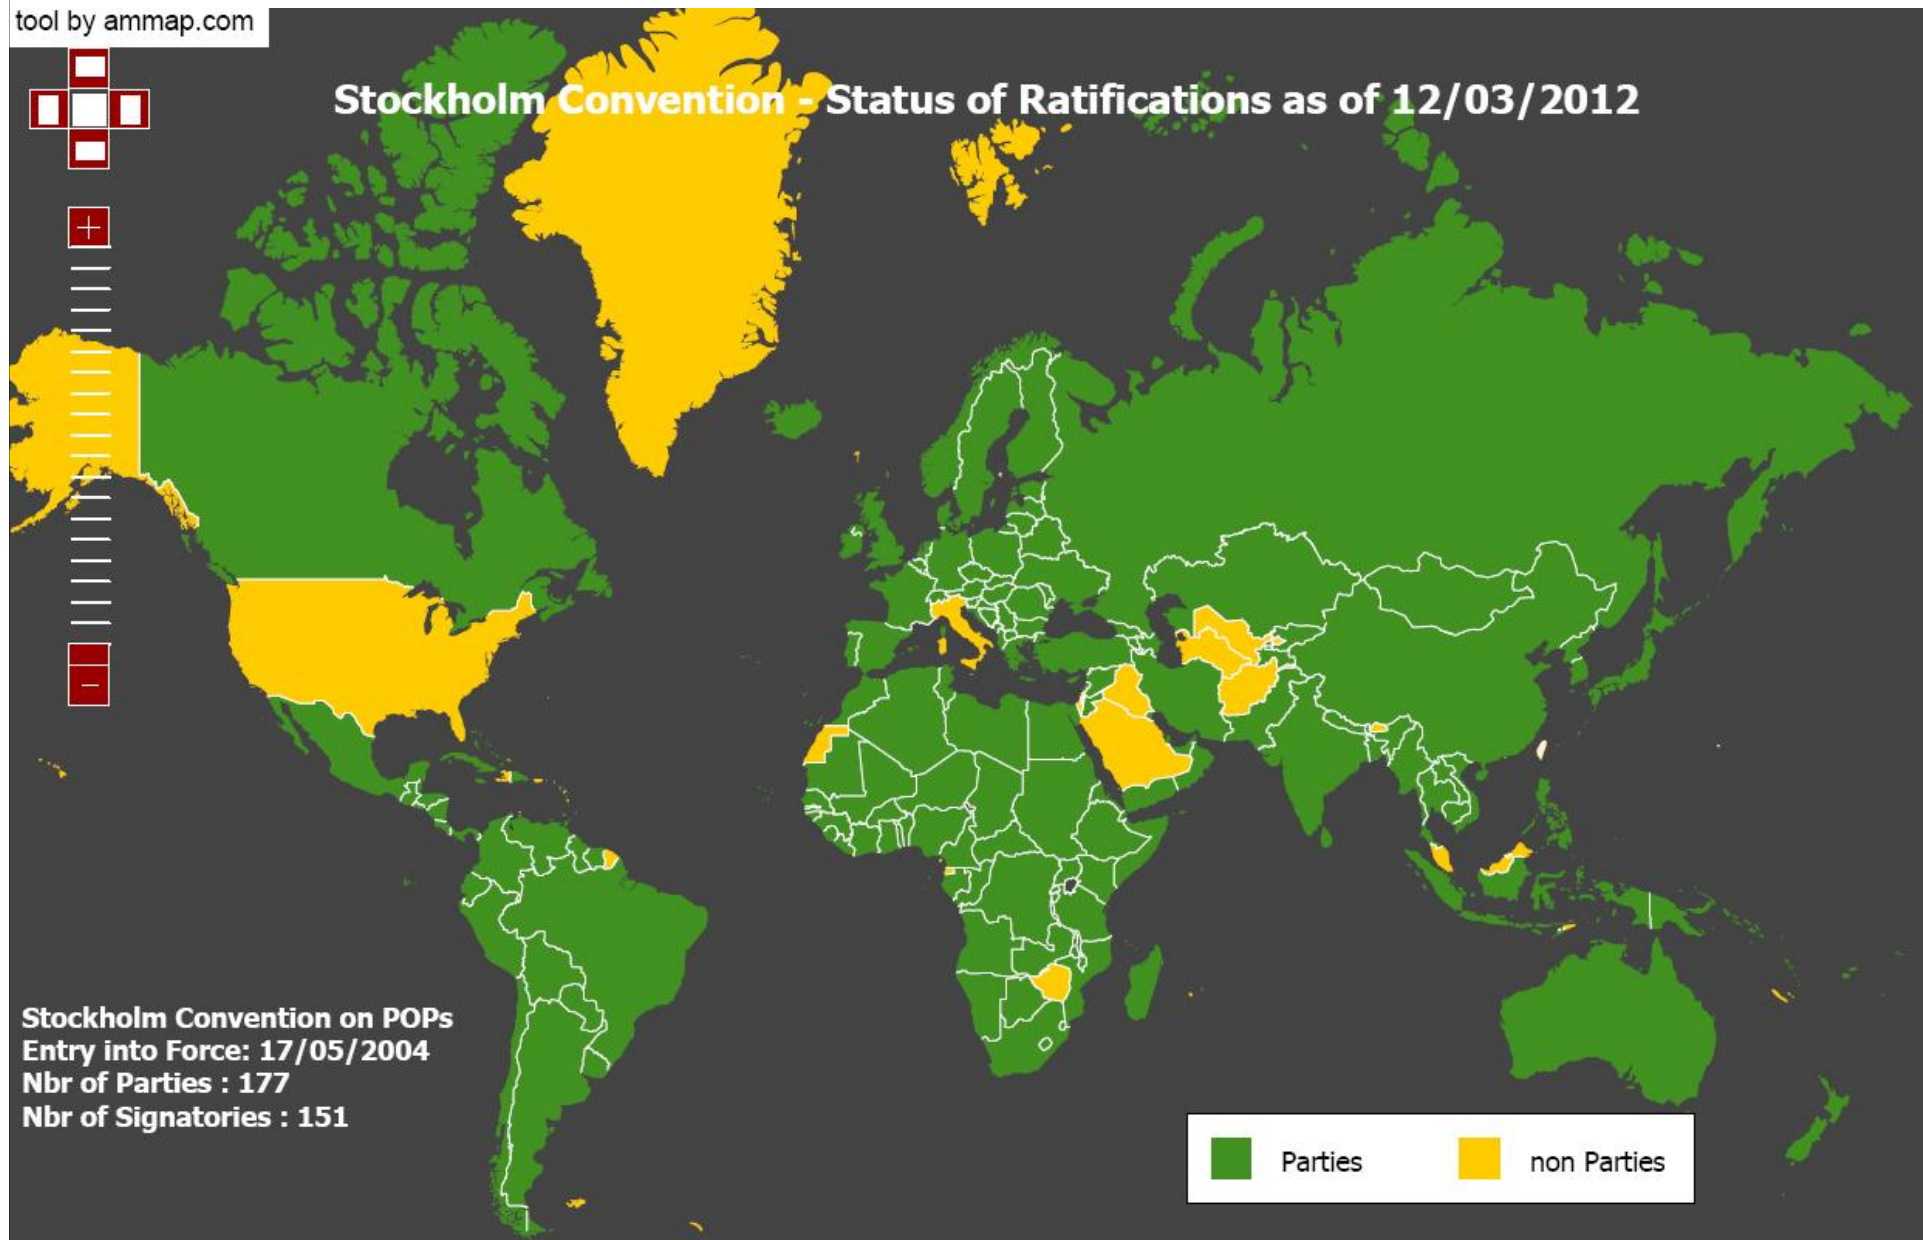 tool by ammap.com
Stockholm Convention - Status of Ratifications as of 12/03/2012
+
-
Stockholm Convention on POPs
Entry into Force: 17/05/2004
Nbr of Parties : 177
Nbr of Signatories : 151
Parties
non Parties